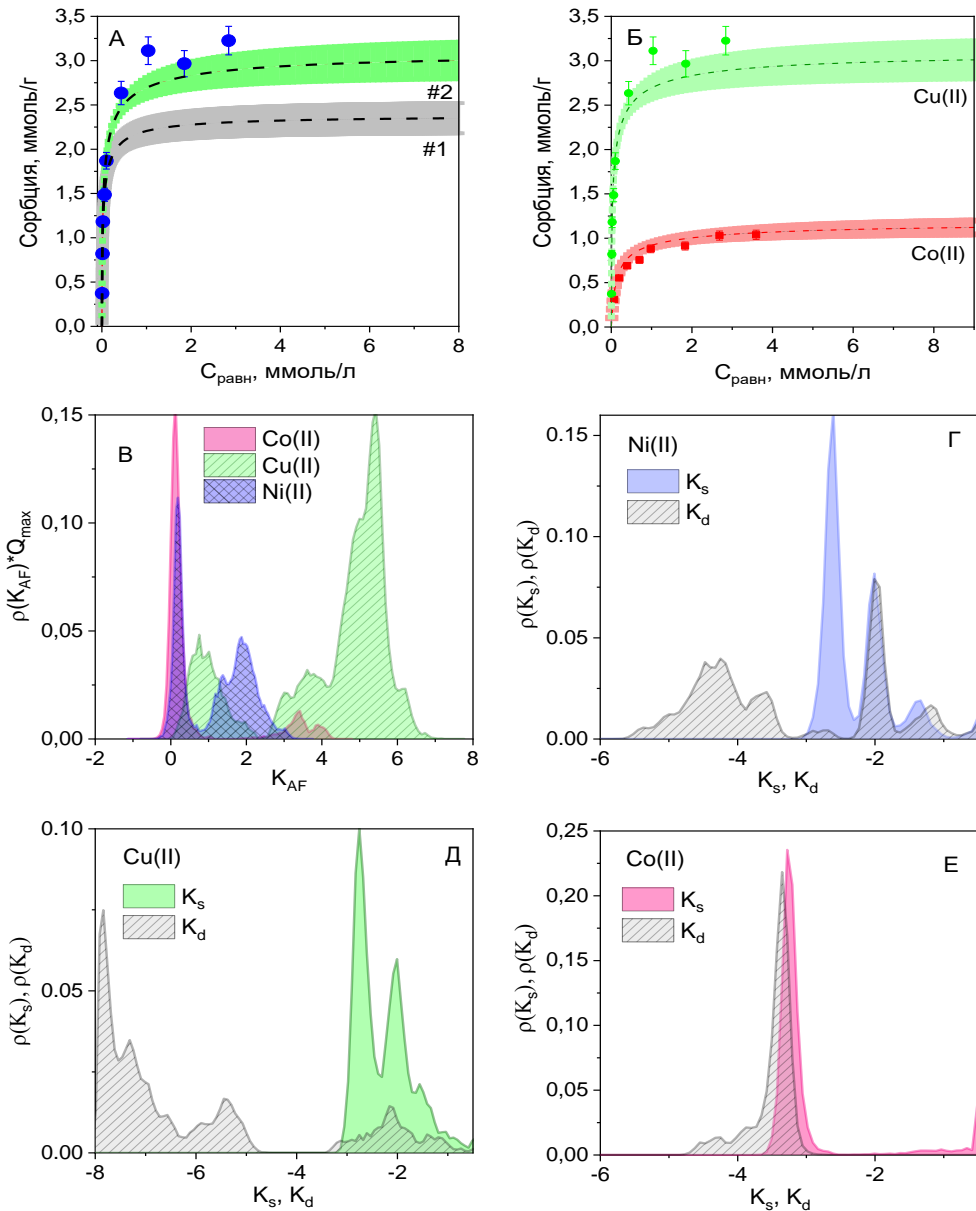 А
3,5
3,0
2,5
2,0
1,5
1,0
0,5
0,0
Сорбция, ммоль/г
#2
#1
0 2 4 6 8
Cравн, ммоль/л
Б
3,5
3,0
2,5
2,0
1,5
1,0
0,5
0,0
Сорбция, ммоль/г
Cu(II)
Co(II)
0 2 4 6 8
Cравн, ммоль/л
В
0,15
0,10
0,05
0,00
ρ(KAF)*Qmax
Co(II)
Cu(II)
Ni(II)
-2 0 2 4 6 8
KAF
Г
0.15
0.10
0.05
0.00
ρ(Ks), ρ(Kd)
Ni(II)
Ks
Kd
-6 -4 -2
Ks, Kd
Д
0.10
0.05
0.00
ρ(Ks), ρ(Kd)
Cu(II)
Ks
Kd
-8 -6 -4 -2
Ks, Kd
Е
0,25
0,20
0,15
0,10
0,05
0,00
ρ(Ks), ρ(Kd)
Co(II)
Ks
Kd
-6 -4 -2
Ks, Kd